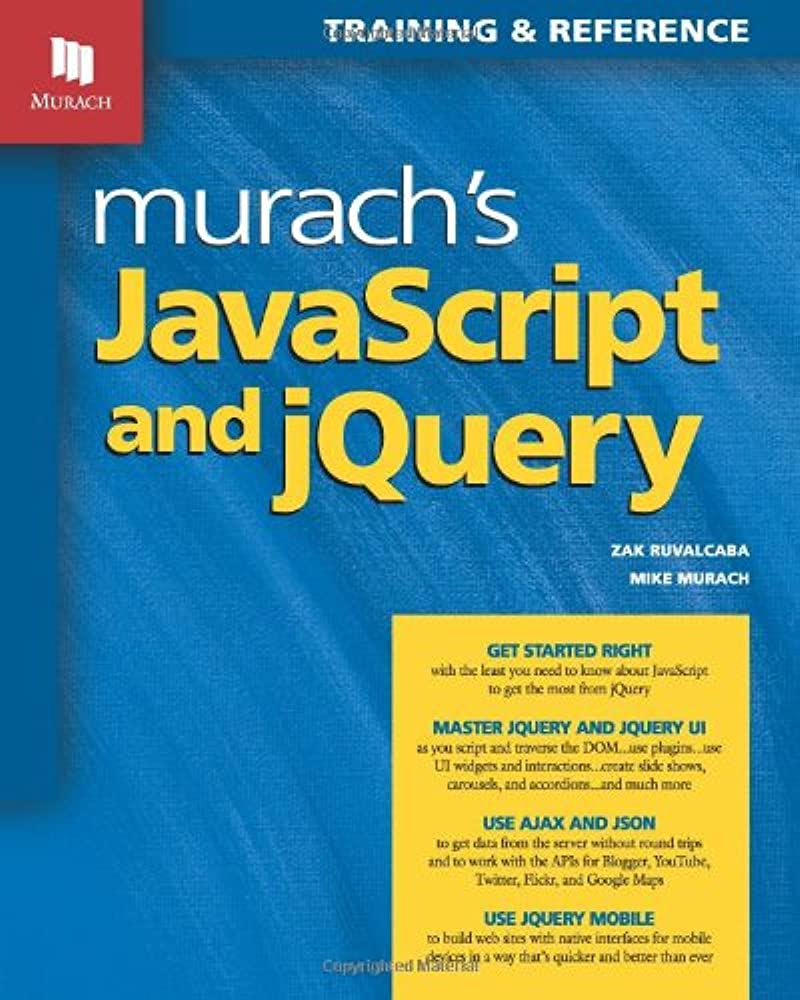 TRAINING & REFERENCE
MURACH
murach's
JavaScript
and jQuery
ZAK RUVALCABA
MIKE MURACH
GET STARTED RIGHT
with the least you need to know about JavaScript
to get the most from jQuery
MASTER JQUERY AND JQUERY UI
as you script and traverse the DOM...use plugins...use
UI widgets and interactions...create slide shows,
carousels, and accordions...and much more
USE AJAX AND JSON
to get data from the server without round trips
and to work with the APIs for Blogger, YouTube,
Twitter, Flickr, and Google Maps
USE JQUERY MOBILE
to build web sites with native interfaces for mobile
devices in a way that's quicker and better than ever
Copyrighted Material